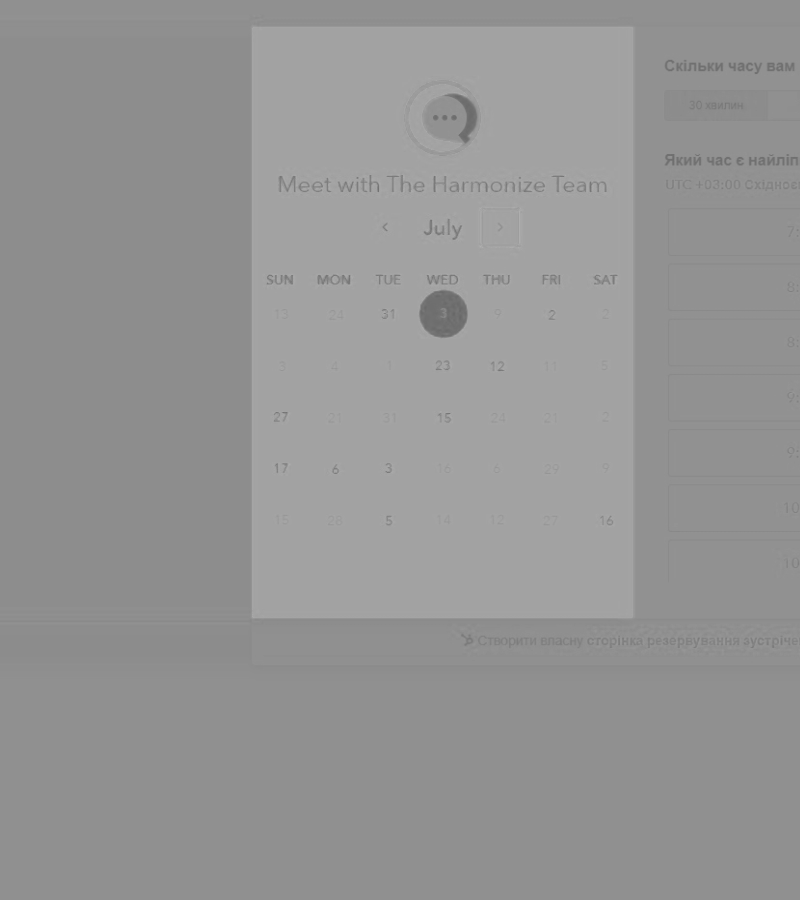 Meet with The Harmonize Team
July
SUN MON TUE WED THU FRI SAT
13 24 31 3 9 2 2
3 4 1 23 12 11 5
27 21 31 15 24 21 2
17 6 3 16 6 29 9
15 28 5 14 12 27 16
Скільки часу вам
30 хвилин
Який час є найліп
UTC +03:00 Східноє
7:
8:
8:
9:
9:
10
10
Створити власну сторінка резервування зустріче